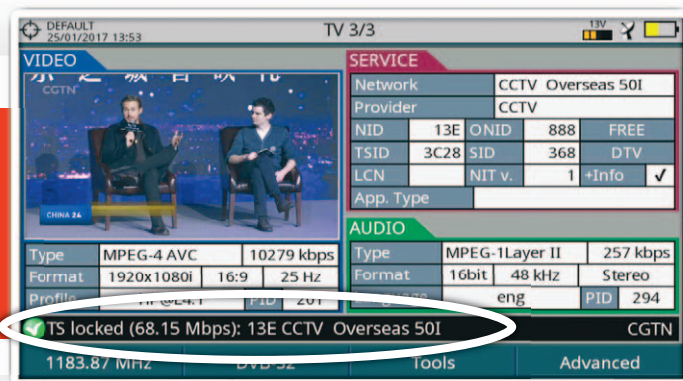 DEFAULT
25/01/2017 13:53
TV 3/3
13V
VIDEO
CGTN
CHINA 24
Type MPEG-4 AVC 10279 kbps
Format 1920x1080i 16:9 25 Hz
Profile HP@L4.1 PID 201
SERVICE
Network CCTV Overseas 50I
Provider CCTV
NID 13E ONID 888 FREE
TSID 3C28 SID 368 DTV
LCN NIT v. 1 +Info ✓
App. Type
AUDIO
Type MPEG-1Layer II 257 kbps
Format 16bit 48 kHz Stereo
eng PID 294
TS locked (68.15 Mbps): 13E CCTV Overseas 50I CGTN
1183.87 MHz DVB-S2 Tools Advanced